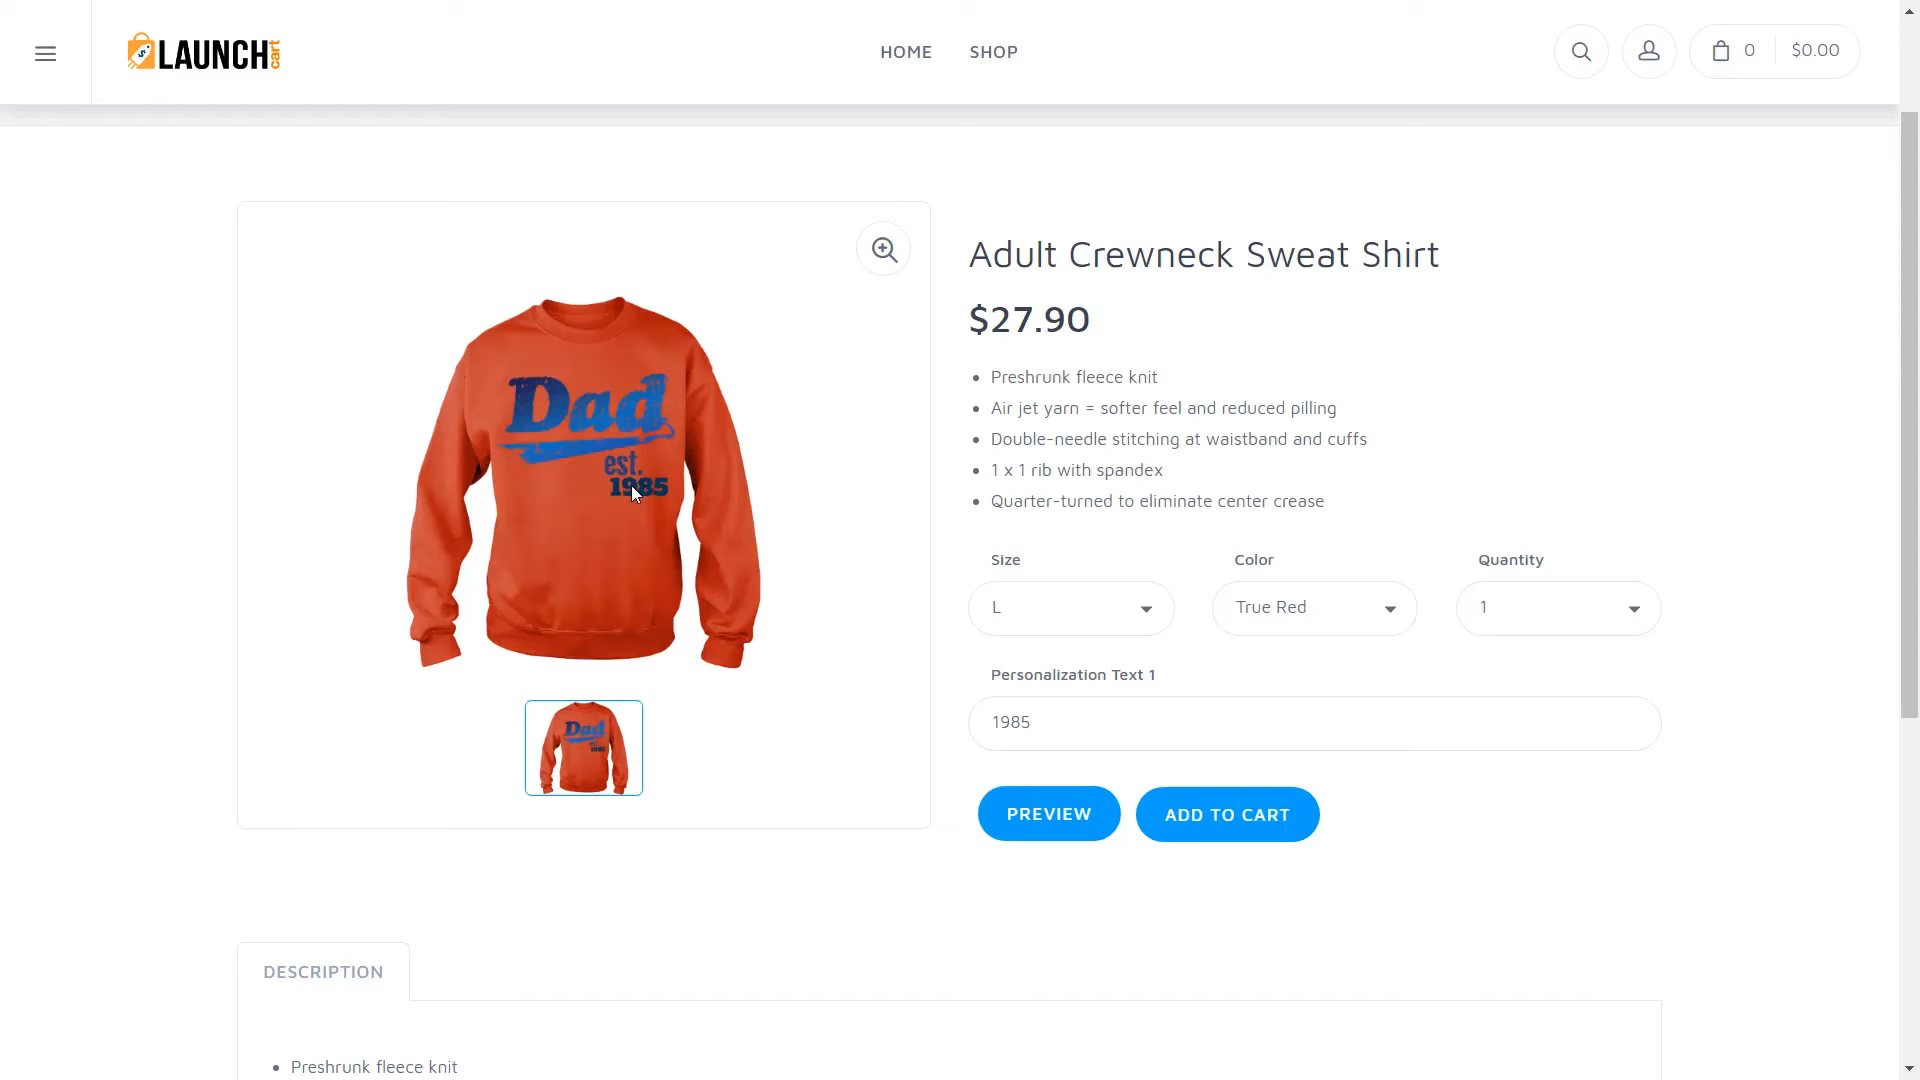 LAUNCH cart
HOME
SHOP
0
$0.00
Dad
est.
1985
Adult Crewneck Sweat Shirt
$27.90
Preshrunk fleece knit
Air jet yarn = softer feel and reduced pilling
Double-needle stitching at waistband and cuffs
1 x 1 rib with spandex
Quarter-turned to eliminate center crease
Size
Color
Quantity
L
True Red
1
Personalization Text 1
1985
PREVIEW
ADD TO CART
DESCRIPTION
Preshrunk fleece knit